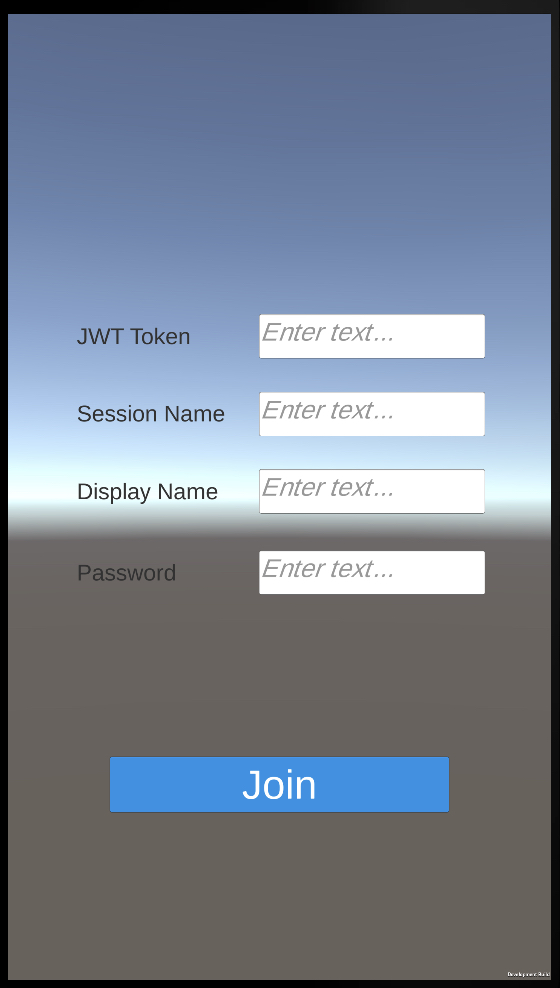 JWT Token
Enter text...
Session Name
Enter text...
Display Name
Enter text...
Password
Enter text...
Join
Development Build